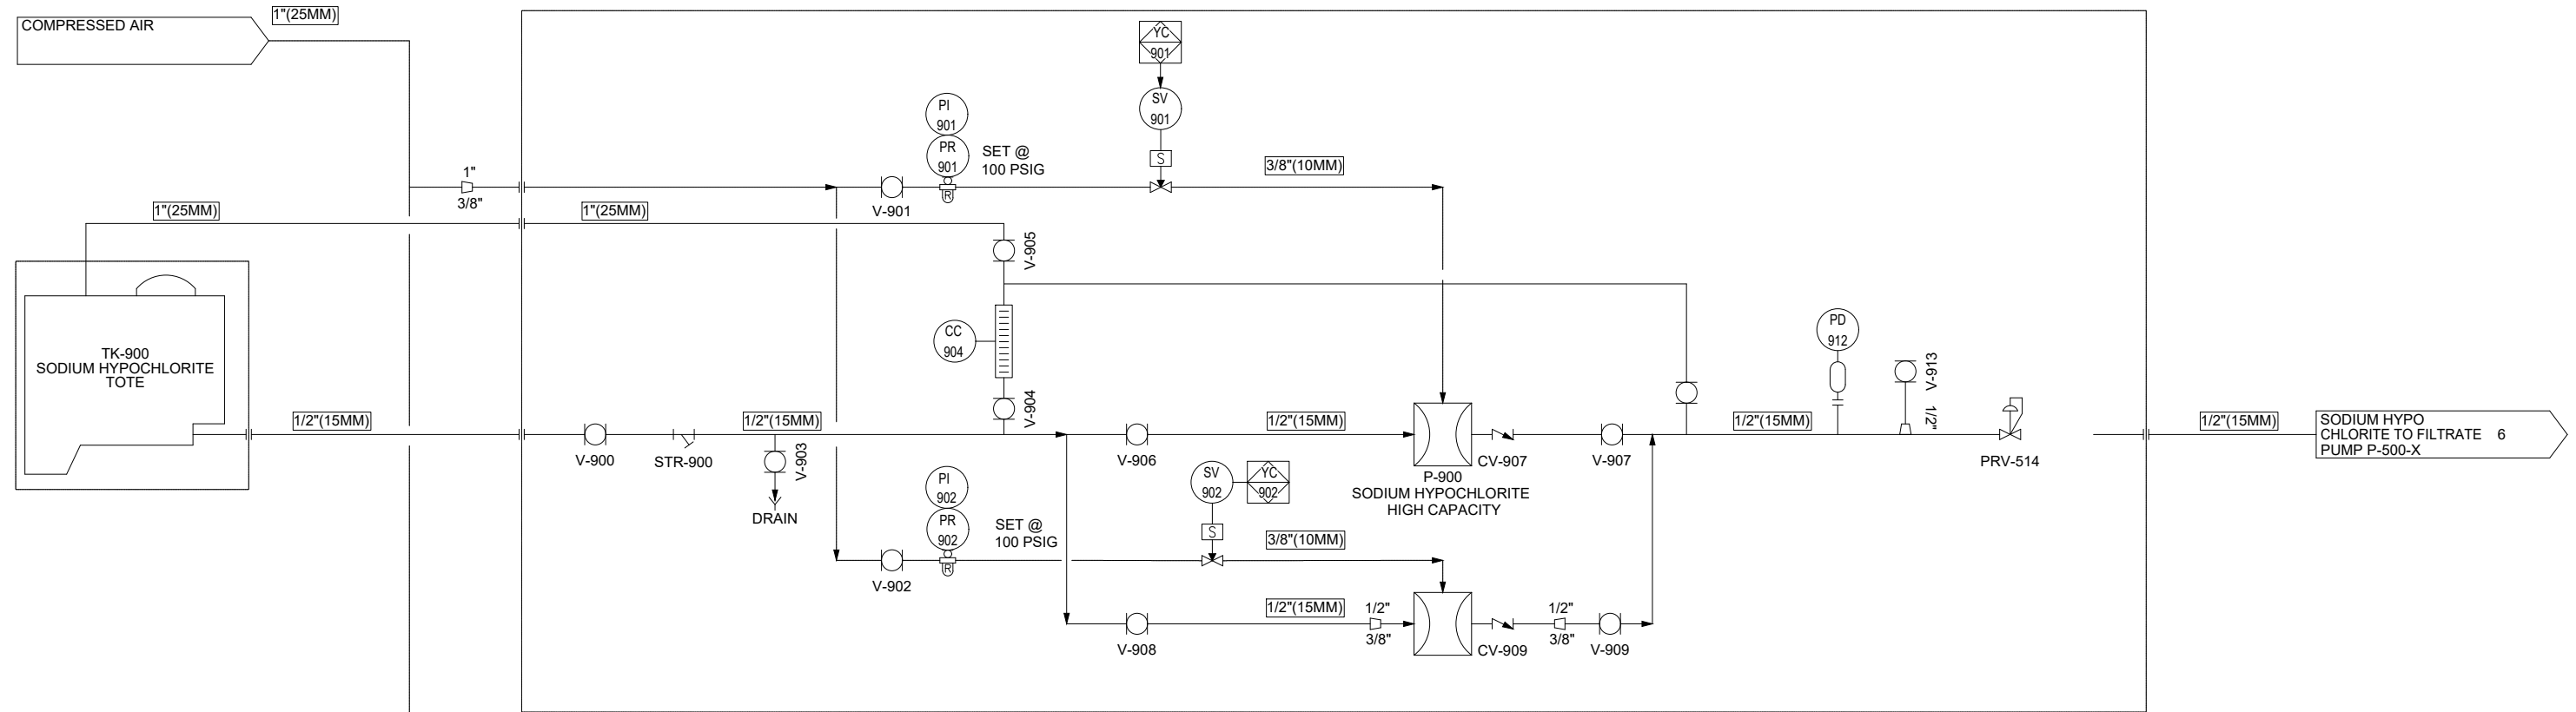 COMPRESSED AIR
1"(25MM)
YC
901
SV
901
S
PI
901
PR
901
R
SET @
100 PSIG
3/8"(10MM)
1"
3/8"
V-901
1"(25MM)
1"(25MM)
V-905
TK-900
SODIUM HYPOCHLORITE
TOTE
CC
904
PD
912
V-913
1/2"
V-904
1/2"(15MM)
V-900
STR-900
1/2"(15MM)
V-903
DRAIN
V-906
1/2"(15MM)
P-900
SODIUM HYPOCHLORITE
HIGH CAPACITY
CV-907
V-907
1/2"(15MM)
PRV-514
1/2"(15MM)
SODIUM HYPO
CHLORITE TO FILTRATE 6
PUMP P-500-X
PI
902
PR
902
R
SET @
100 PSIG
SV
902
YC
902
S
3/8"(10MM)
V-902
V-908
1/2"(15MM)
1/2"
3/8"
CV-909
1/2"
3/8"
V-909